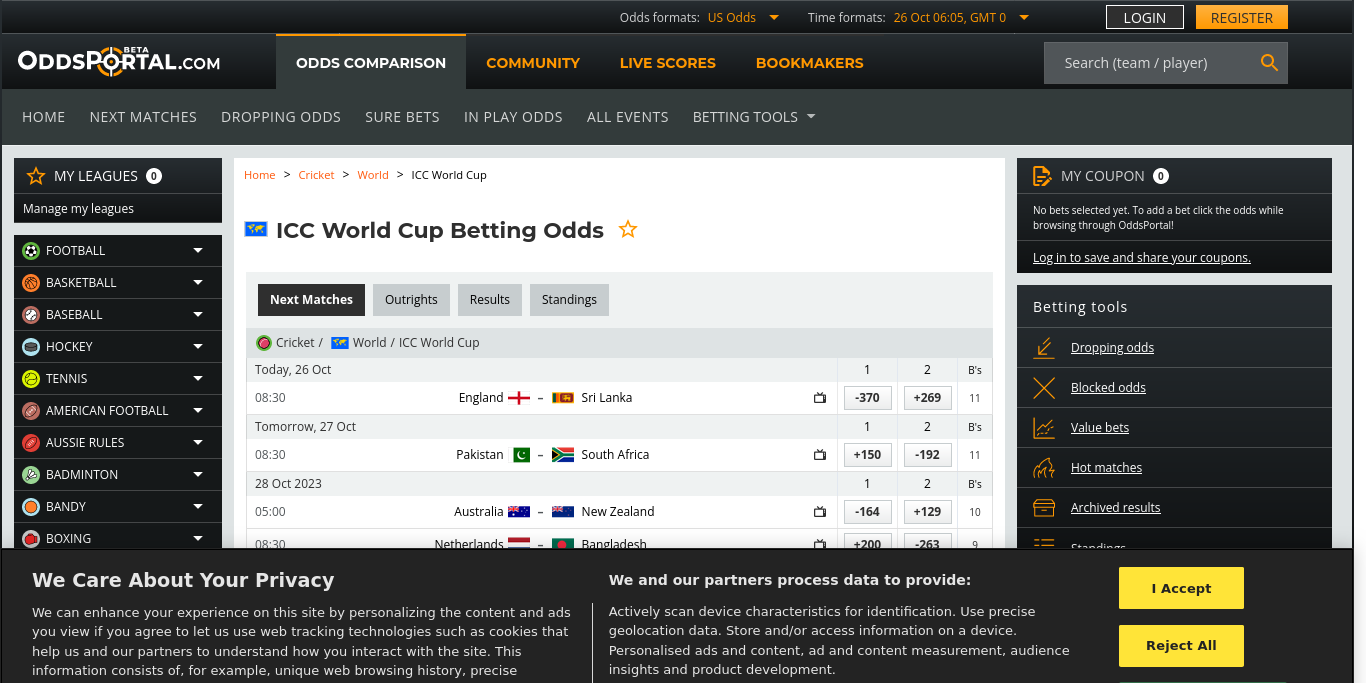 Odds formats: US Odds Time formats: 26 Oct 06:05, GMT 0 LOGIN REGISTER
ODDSPORTAL.COM BETA
ODDS COMPARISON COMMUNITY LIVE SCORES BOOKMAKERS Search (team / player)
HOME NEXT MATCHES DROPPING ODDS SURE BETS IN PLAY ODDS ALL EVENTS BETTING TOOLS
MY LEAGUES 0
Manage my leagues
FOOTBALL
BASKETBALL
BASEBALL
HOCKEY
TENNIS
AMERICAN FOOTBALL
AUSSIE RULES
BADMINTON
BANDY
BOXING
Home > Cricket > World > ICC World Cup
ICC World Cup Betting Odds
Next Matches Outrights Results Standings
Cricket / World / ICC World Cup
Today, 26 Oct 1 2 B's
08:30 England – Sri Lanka -370 +269 11
Tomorrow, 27 Oct 1 2 B's
08:30 Pakistan – South Africa +150 -192 11
28 Oct 2023 1 2 B's
05:00 Australia – New Zealand -164 +129 10
08:30 Netherlands – Bangladesh +200 -263 9
MY COUPON 0
No bets selected yet. To add a bet click the odds while
browsing through OddsPortal!
Log in to save and share your coupons.
Betting tools
Dropping odds
Blocked odds
Value bets
Hot matches
Archived results
Standings
We Care About Your Privacy
We can enhance your experience on this site by personalizing the content and ads
you view if you agree to let us use web tracking technologies such as cookies that
help us and our partners to understand how you interact with the site. This
information consists of, for example, unique web browsing history, precise
We and our partners process data to provide:
Actively scan device characteristics for identification. Use precise
geolocation data. Store and/or access information on a device.
Personalised ads and content, ad and content measurement, audience
insights and product development.
I Accept
Reject All